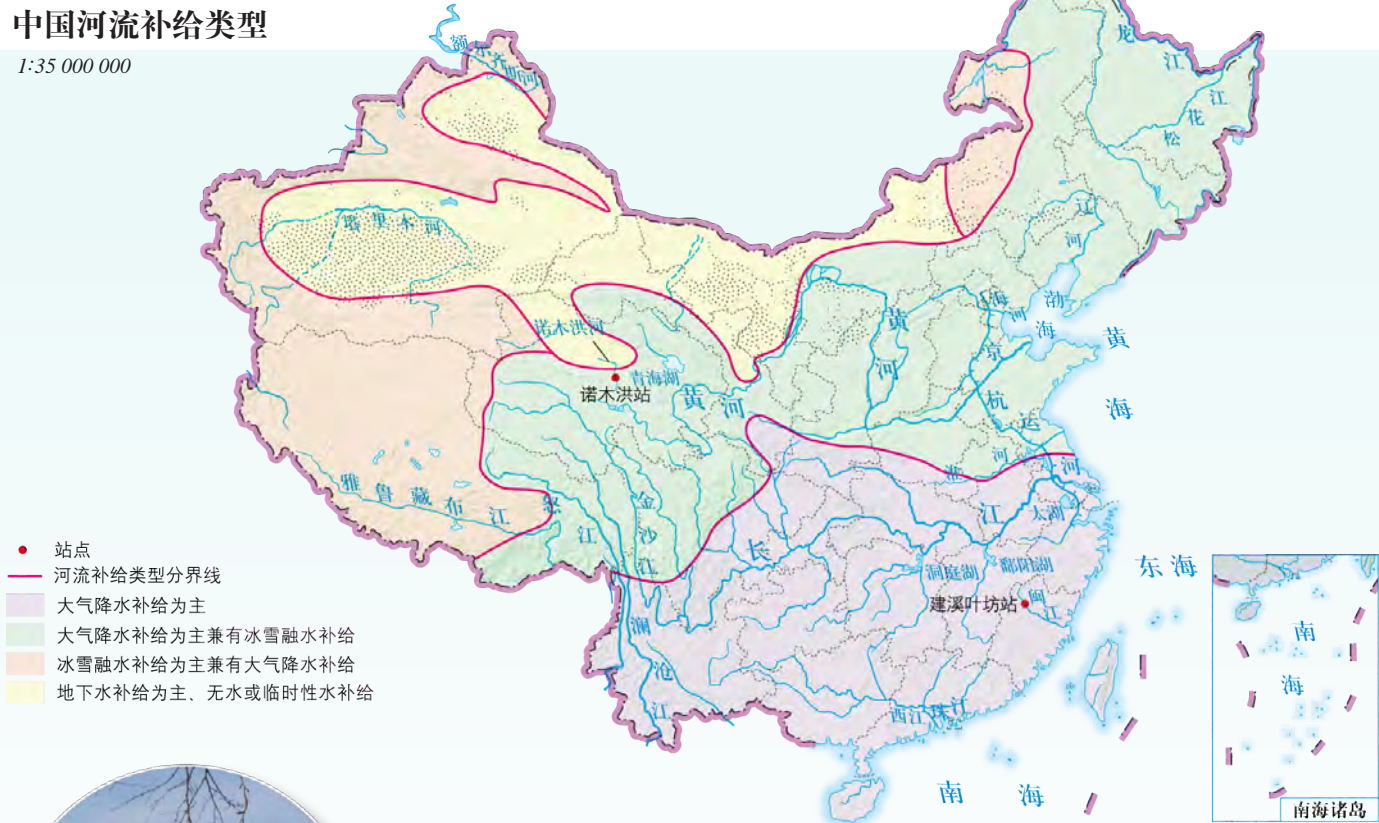 中国河流补给类型
1:35 000 000
额尔齐斯河
龙江
松花江
塔里木河
辽河
诺木洪河
诺木洪站
青海湖
黄河
黄河
海河
渤海
黄海
京杭运河
淮河
雅鲁藏布江
怒江
金沙江
澜沧江
长江
太湖
洞庭湖
鄱阳湖
建溪叶坊站
闽江
西江
珠江
东海
南海
南海
南海诸岛
站点
河流补给类型分界线
大气降水补给为主
大气降水补给为主兼有冰雪融水补给
冰雪融水补给为主兼有大气降水补给
地下水补给为主、无水或临时性水补给